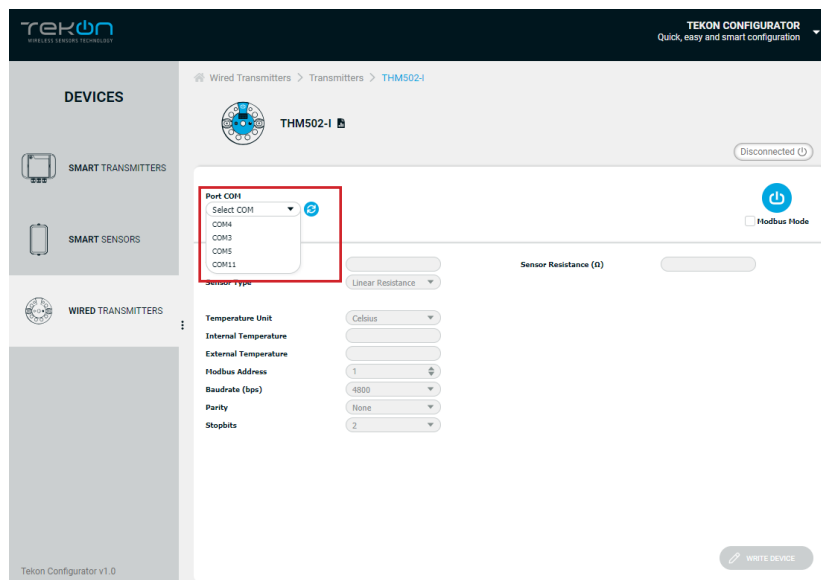 TEKON
WIRELESS SENSORS TECHNOLOGY
TEKON CONFIGURATOR
Quick, easy and smart configuration
DEVICES
SMART TRANSMITTERS
SMART SENSORS
WIRED TRANSMITTERS
Tekon Configurator v1.0
Wired Transmitters > Transmitters > THM502-I
THM502-I
Disconnected
Port COM
Select COM
COM4
COM3
COM5
COM11
Modbus Mode
Sensor Resistance (Ω)
Sensor Type Linear Resistance
Temperature Unit Celsius
Internal Temperature
External Temperature
Modbus Address 1
Baudrate (bps) 4800
Parity None
Stopbits 2
WRITE DEVICE